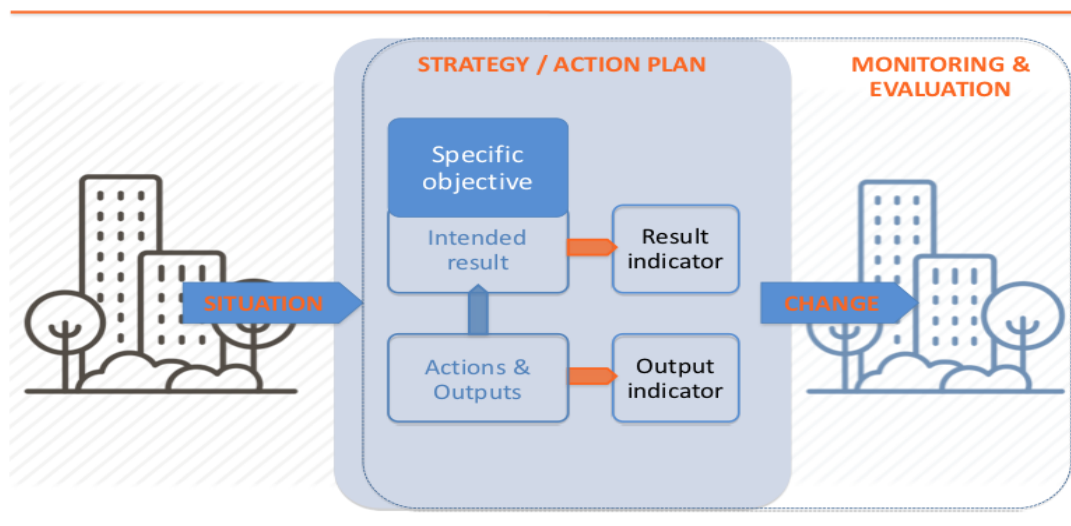 STRATEGY / ACTION PLAN
MONITORING &
EVALUATION
Specific
objective
Intended
result
Result
indicator
SITUATION
CHANGE
Actions &
Outputs
Output
indicator